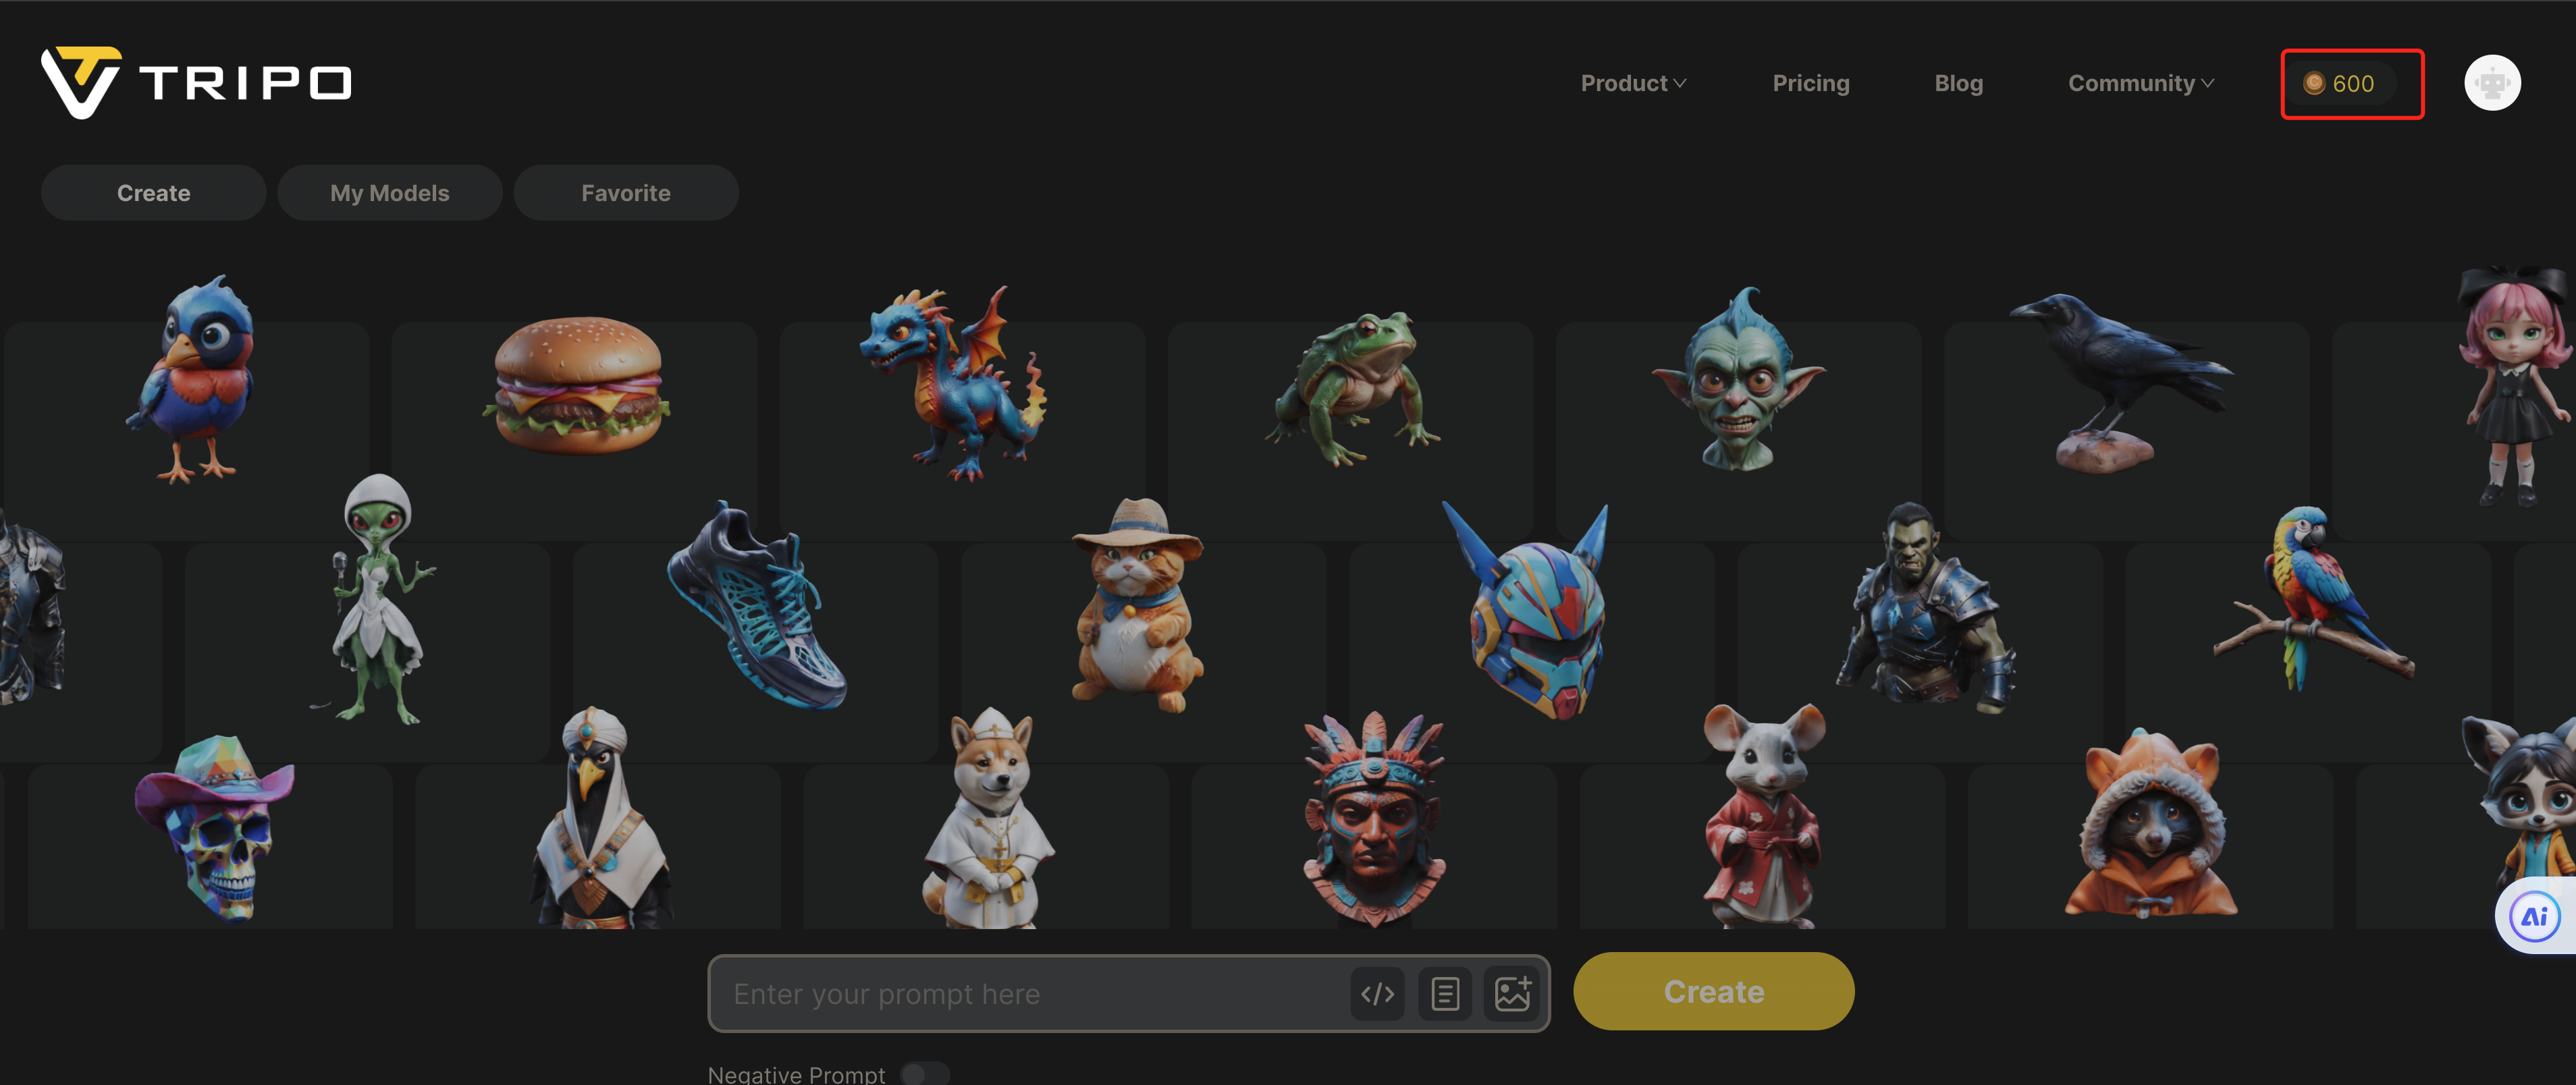 TRIPO
Product
Pricing
Blog
Community
600
Create
My Models
Favorite
Enter your prompt here
Create
Ai
Negative Prompt